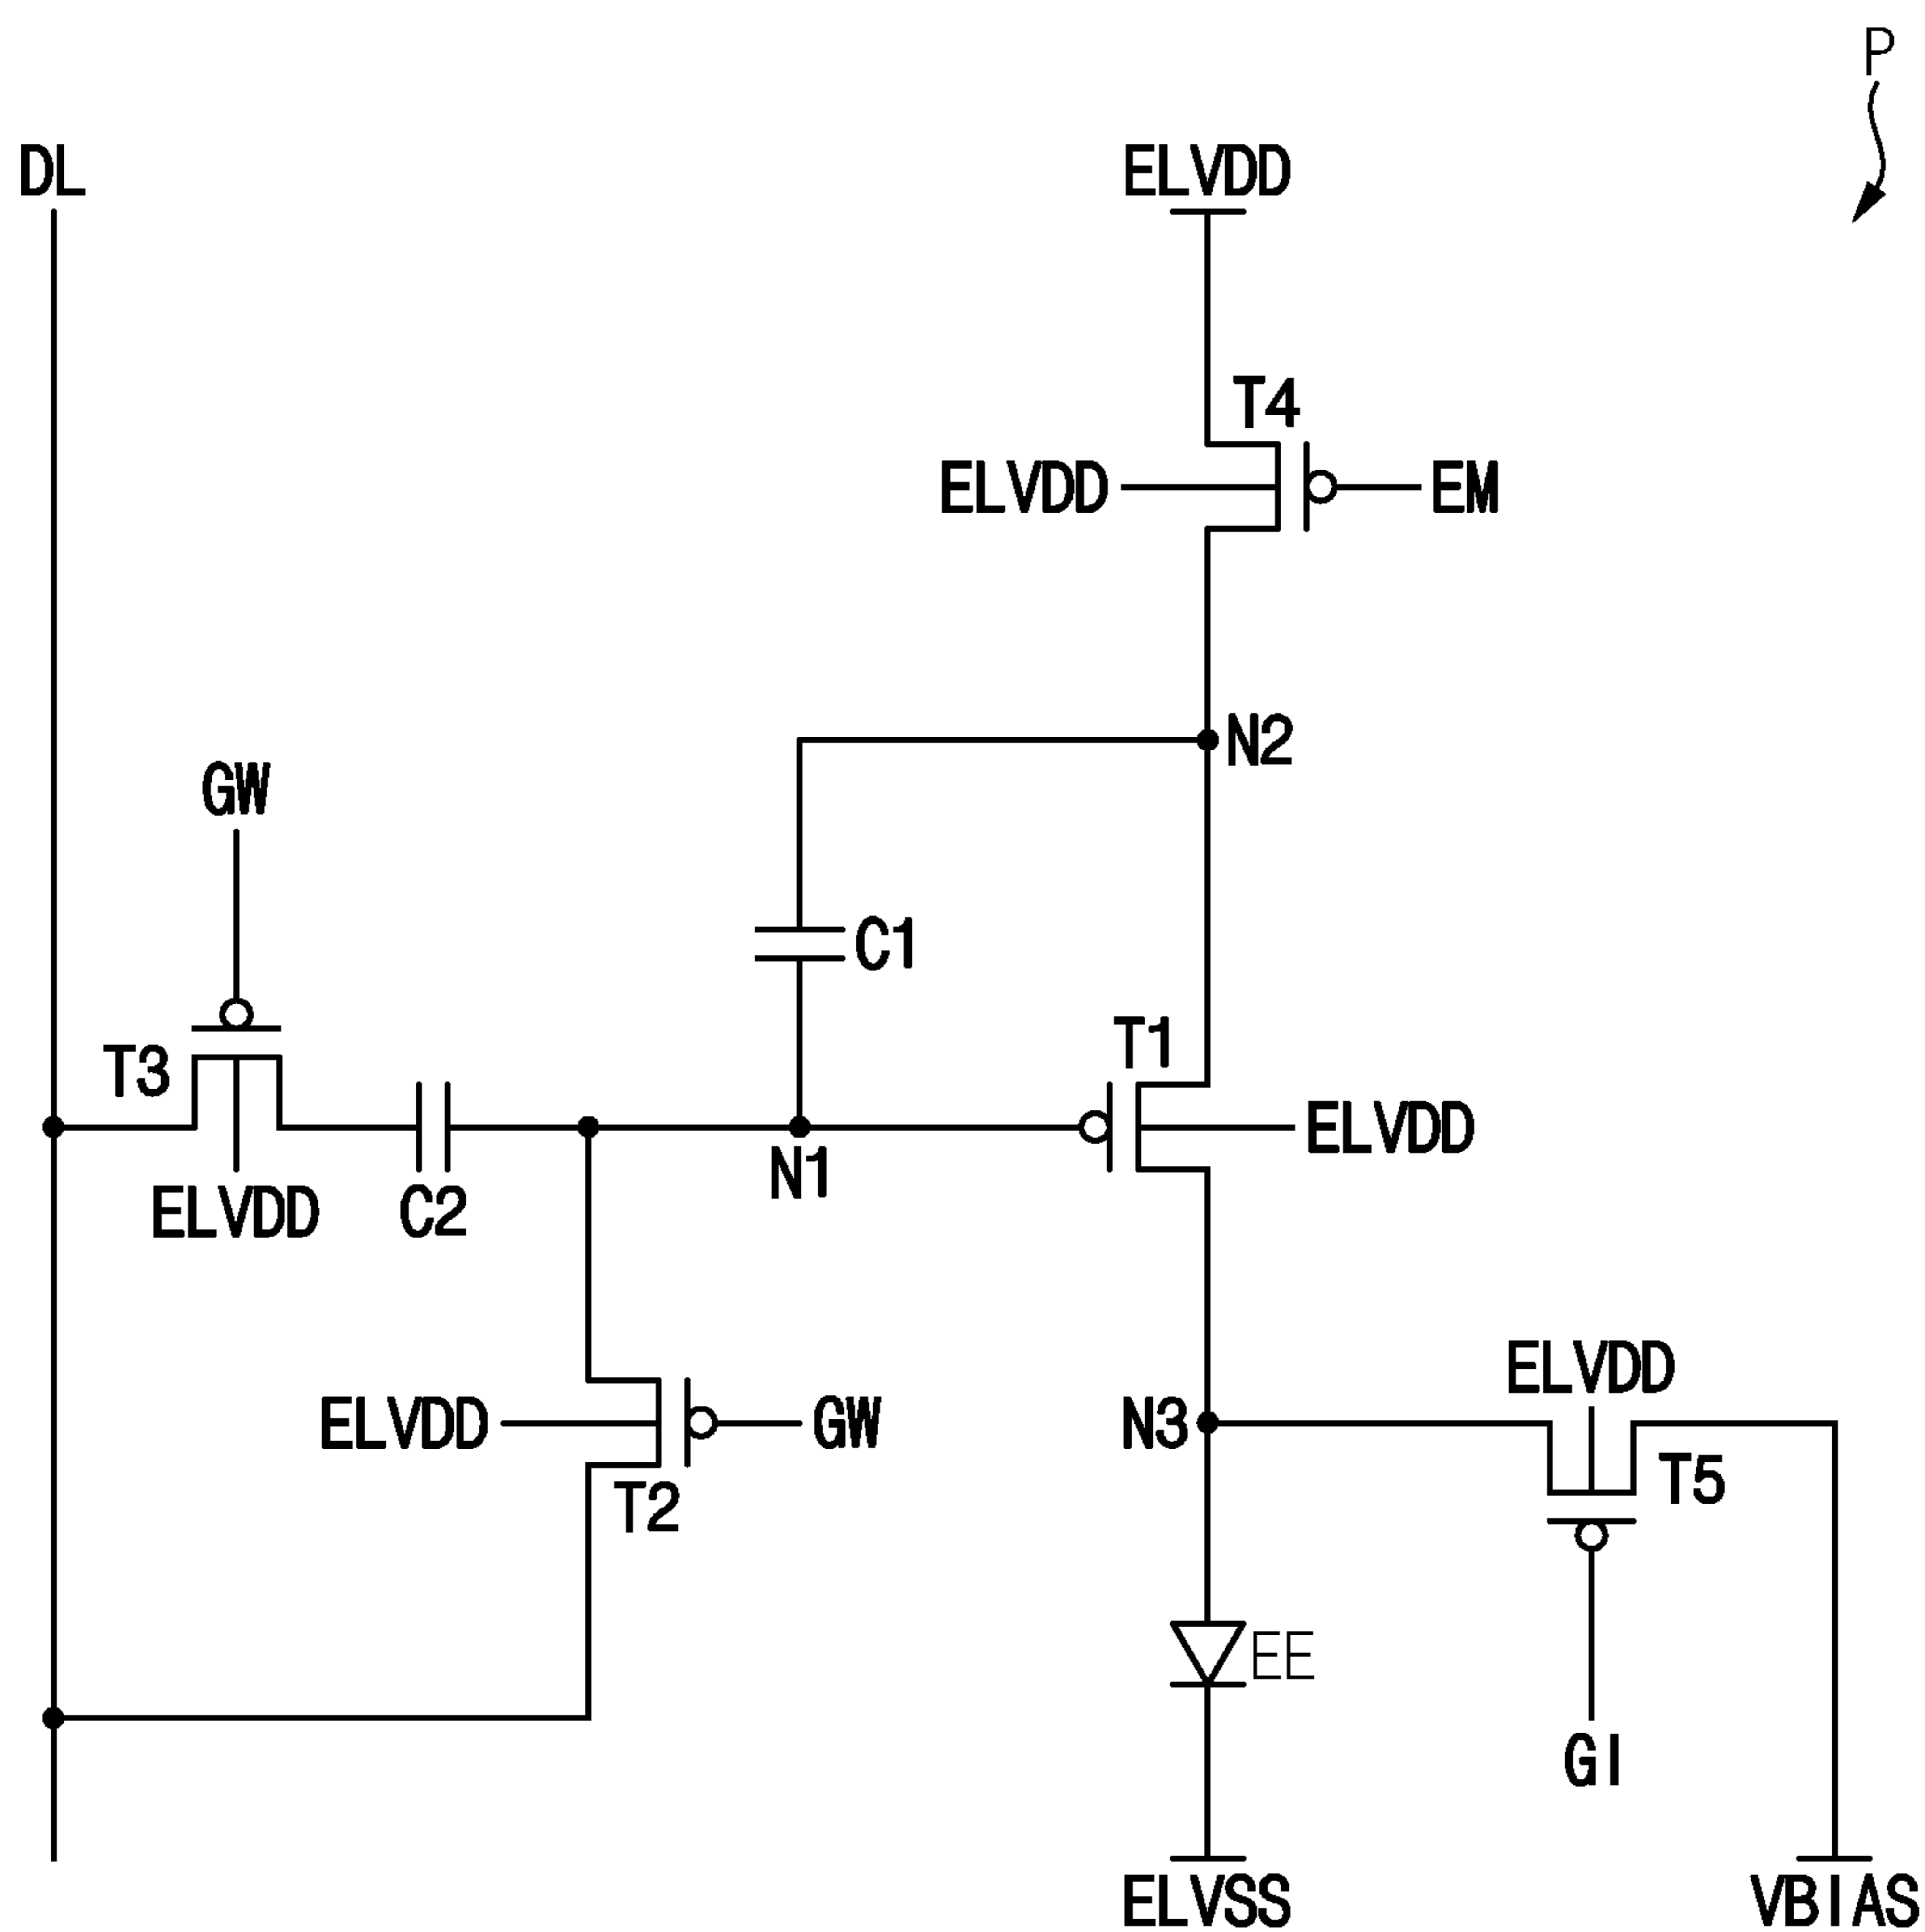 P
DL
ELVDD
T4
ELVDD
EM
N2
GW
C1
T1
T3
ELVDD
N1
ELVDD
C2
ELVDD
ELVDD
GW
N3
T5
T2
EE
GI
ELVSS
VBIAS